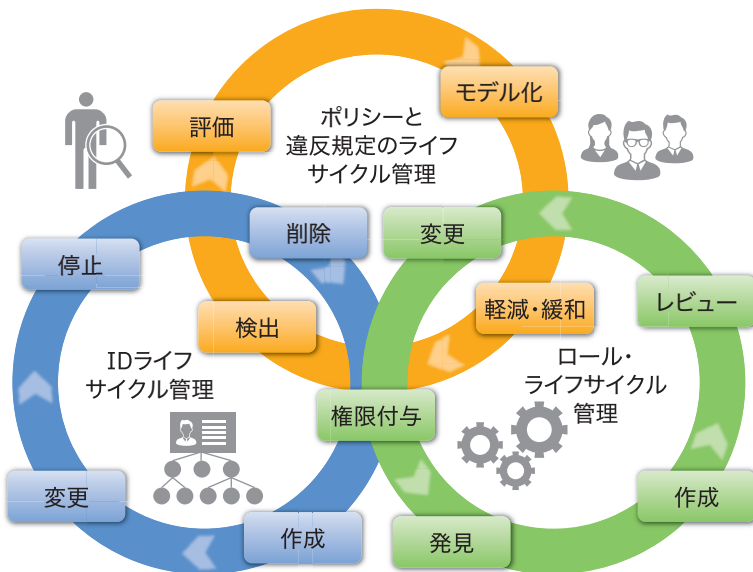 モデル化
評価
ポリシーと
違反規定のライフ
サイクル管理
削除
変更
停止
検出
軽減・緩和
レビュー
IDライフ
サイクル管理
ロール・
ライフサイクル
管理
権限付与
変更
作成
発見
作成